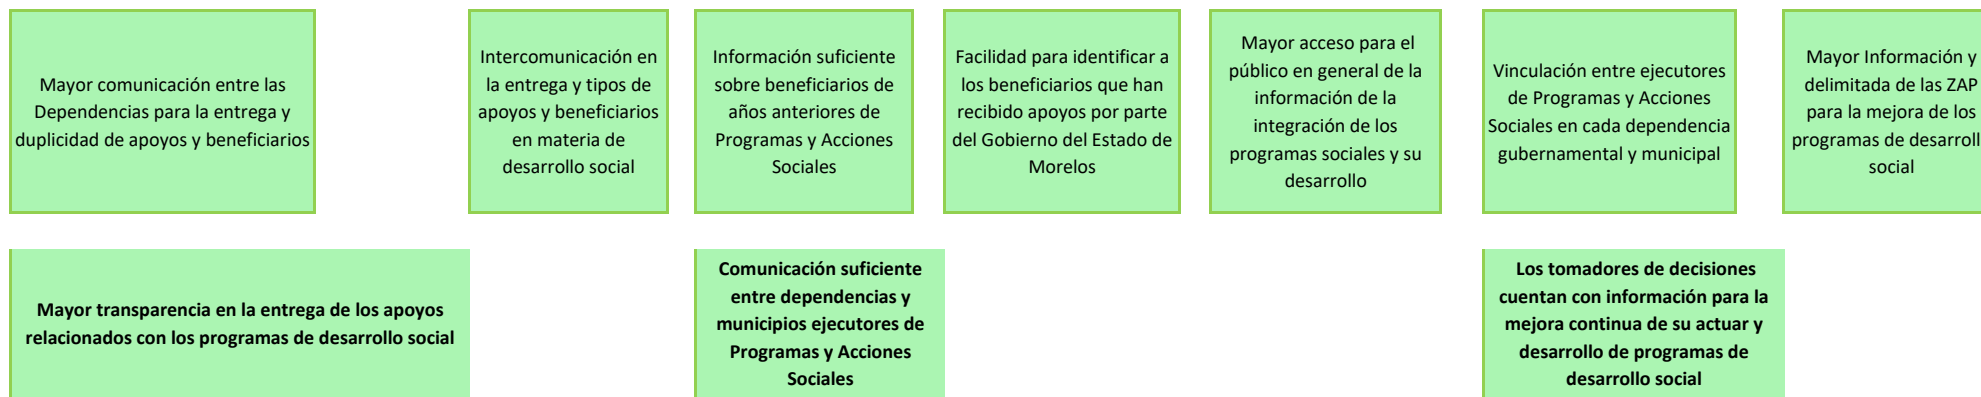 Mayor comunicación entre las
Dependencias para la entrega y
duplicidad de apoyos y beneficiarios
Intercomunicación en
la entrega y tipos de
apoyos y beneficiarios
en materia de
desarrollo social
Información suficiente
sobre beneficiarios de
años anteriores de
Programas y Acciones
Sociales
Facilidad para identificar a
los beneficiarios que han
recibido apoyos por parte
del Gobierno del Estado de
Morelos
Mayor acceso para el
público en general de la
información de la
integración de los
programas sociales y su
desarrollo
Vinculación entre ejecutores
de Programas y Acciones
Sociales en cada dependencia
gubernamental y municipal
Mayor Información y
delimitada de las ZAP
para la mejora de los
programas de desarroll
social
Mayor transparencia en la entrega de los apoyos
relacionados con los programas de desarrollo social
Comunicación suficiente
entre dependencias y
municipios ejecutores de
Programas y Acciones
Sociales
Los tomadores de decisiones
cuentan con información para la
mejora continua de su actuar y
desarrollo de programas de
desarrollo social